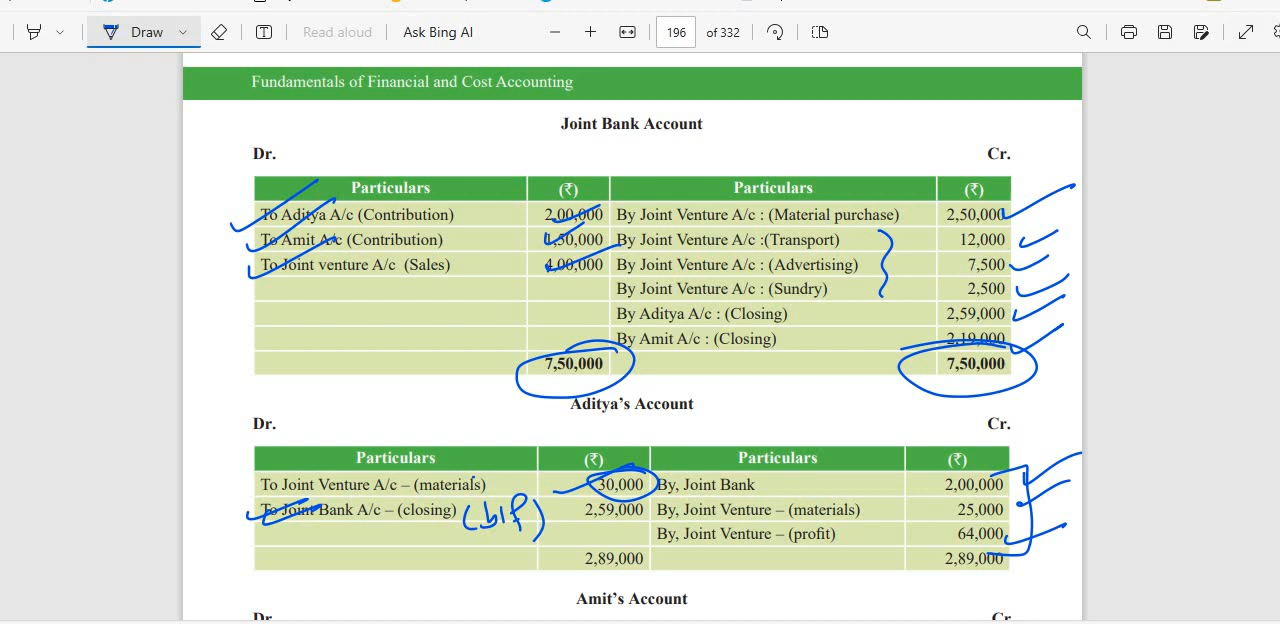 Draw
Read aloud
Ask Bing AI
196 of 332
Fundamentals of Financial and Cost Accounting
Joint Bank Account
Dr. Cr.
Particulars (₹) Particulars (₹)
To Aditya A/c (Contribution) 2,00,000 By Joint Venture A/c : (Material purchase) 2,50,000
To Amit A/c (Contribution) 1,50,000 By Joint Venture A/c :(Transport) 12,000
To Joint venture A/c (Sales) 4,00,000 By Joint Venture A/c : (Advertising) 7,500
By Joint Venture A/c : (Sundry) 2,500
By Aditya A/c : (Closing) 2,59,000
By Amit A/c : (Closing) 2,19,000
7,50,000 7,50,000
Aditya's Account
Dr. Cr.
Particulars (₹) Particulars (₹)
To Joint Venture A/c – (materials) 30,000 By, Joint Bank 2,00,000
To Joint Bank A/c – (closing) (b/f) 2,59,000 By, Joint Venture – (materials) 25,000
By, Joint Venture – (profit) 64,000
2,89,000 2,89,000
Amit's Account
Dr. Cr.